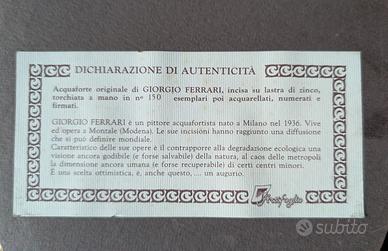 DICHIARAZIONE DI AUTENTICITÀ
Acquaforte originale di GIORGIO FERRARI, incisa su lastra di zinco,
torchiata a mano in n° 150 esemplari poi acquarellati, numerati e
firmati.
GIORGIO FERRARI è un pittore acquafortista nato a Milano nel 1936. Vive
ed opera a Montale (Modena). Le sue incisioni hanno raggiunto una diffusione
che si può definire mondiale.
Caratteristico delle sue opere è il contrapporre alla degradazione ecologica una
visione ancora godibile (e forse salvabile) della natura, al caos delle metropoli
la dimensione ancora umana (e forse recuperabile) di certi centri minori.
E una scelta ottimistica, è, anche questo, .... un augurio.
subito